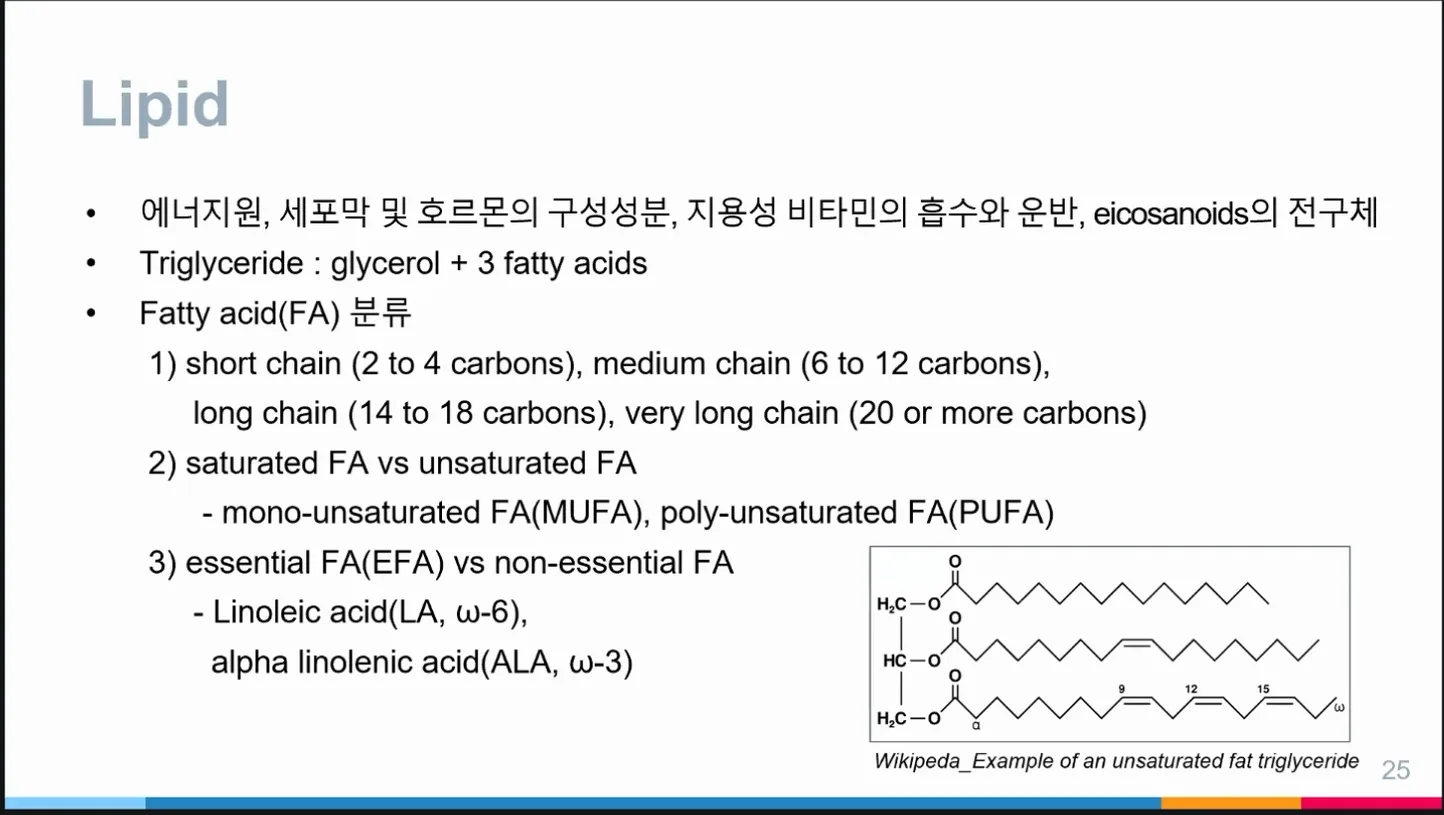 Lipid
• 에너지원, 세포막 및 호르몬의 구성성분, 지용성 비타민의 흡수와 운반, eicosanoids의 전구체
• Triglyceride : glycerol + 3 fatty acids
• Fatty acid(FA) 분류
1) short chain (2 to 4 carbons), medium chain (6 to 12 carbons),
long chain (14 to 18 carbons), very long chain (20 or more carbons)
2) saturated FA vs unsaturated FA
- mono-unsaturated FA(MUFA), poly-unsaturated FA(PUFA)
3) essential FA(EFA) vs non-essential FA
- Linoleic acid(LA, ω-6),
alpha linolenic acid(ALA, ω-3)
O
H₂C—O
O
HC—O
O
9 12 15
H₂C—O
α
ω
Wikipeda_Example of an unsaturated fat triglyceride
25